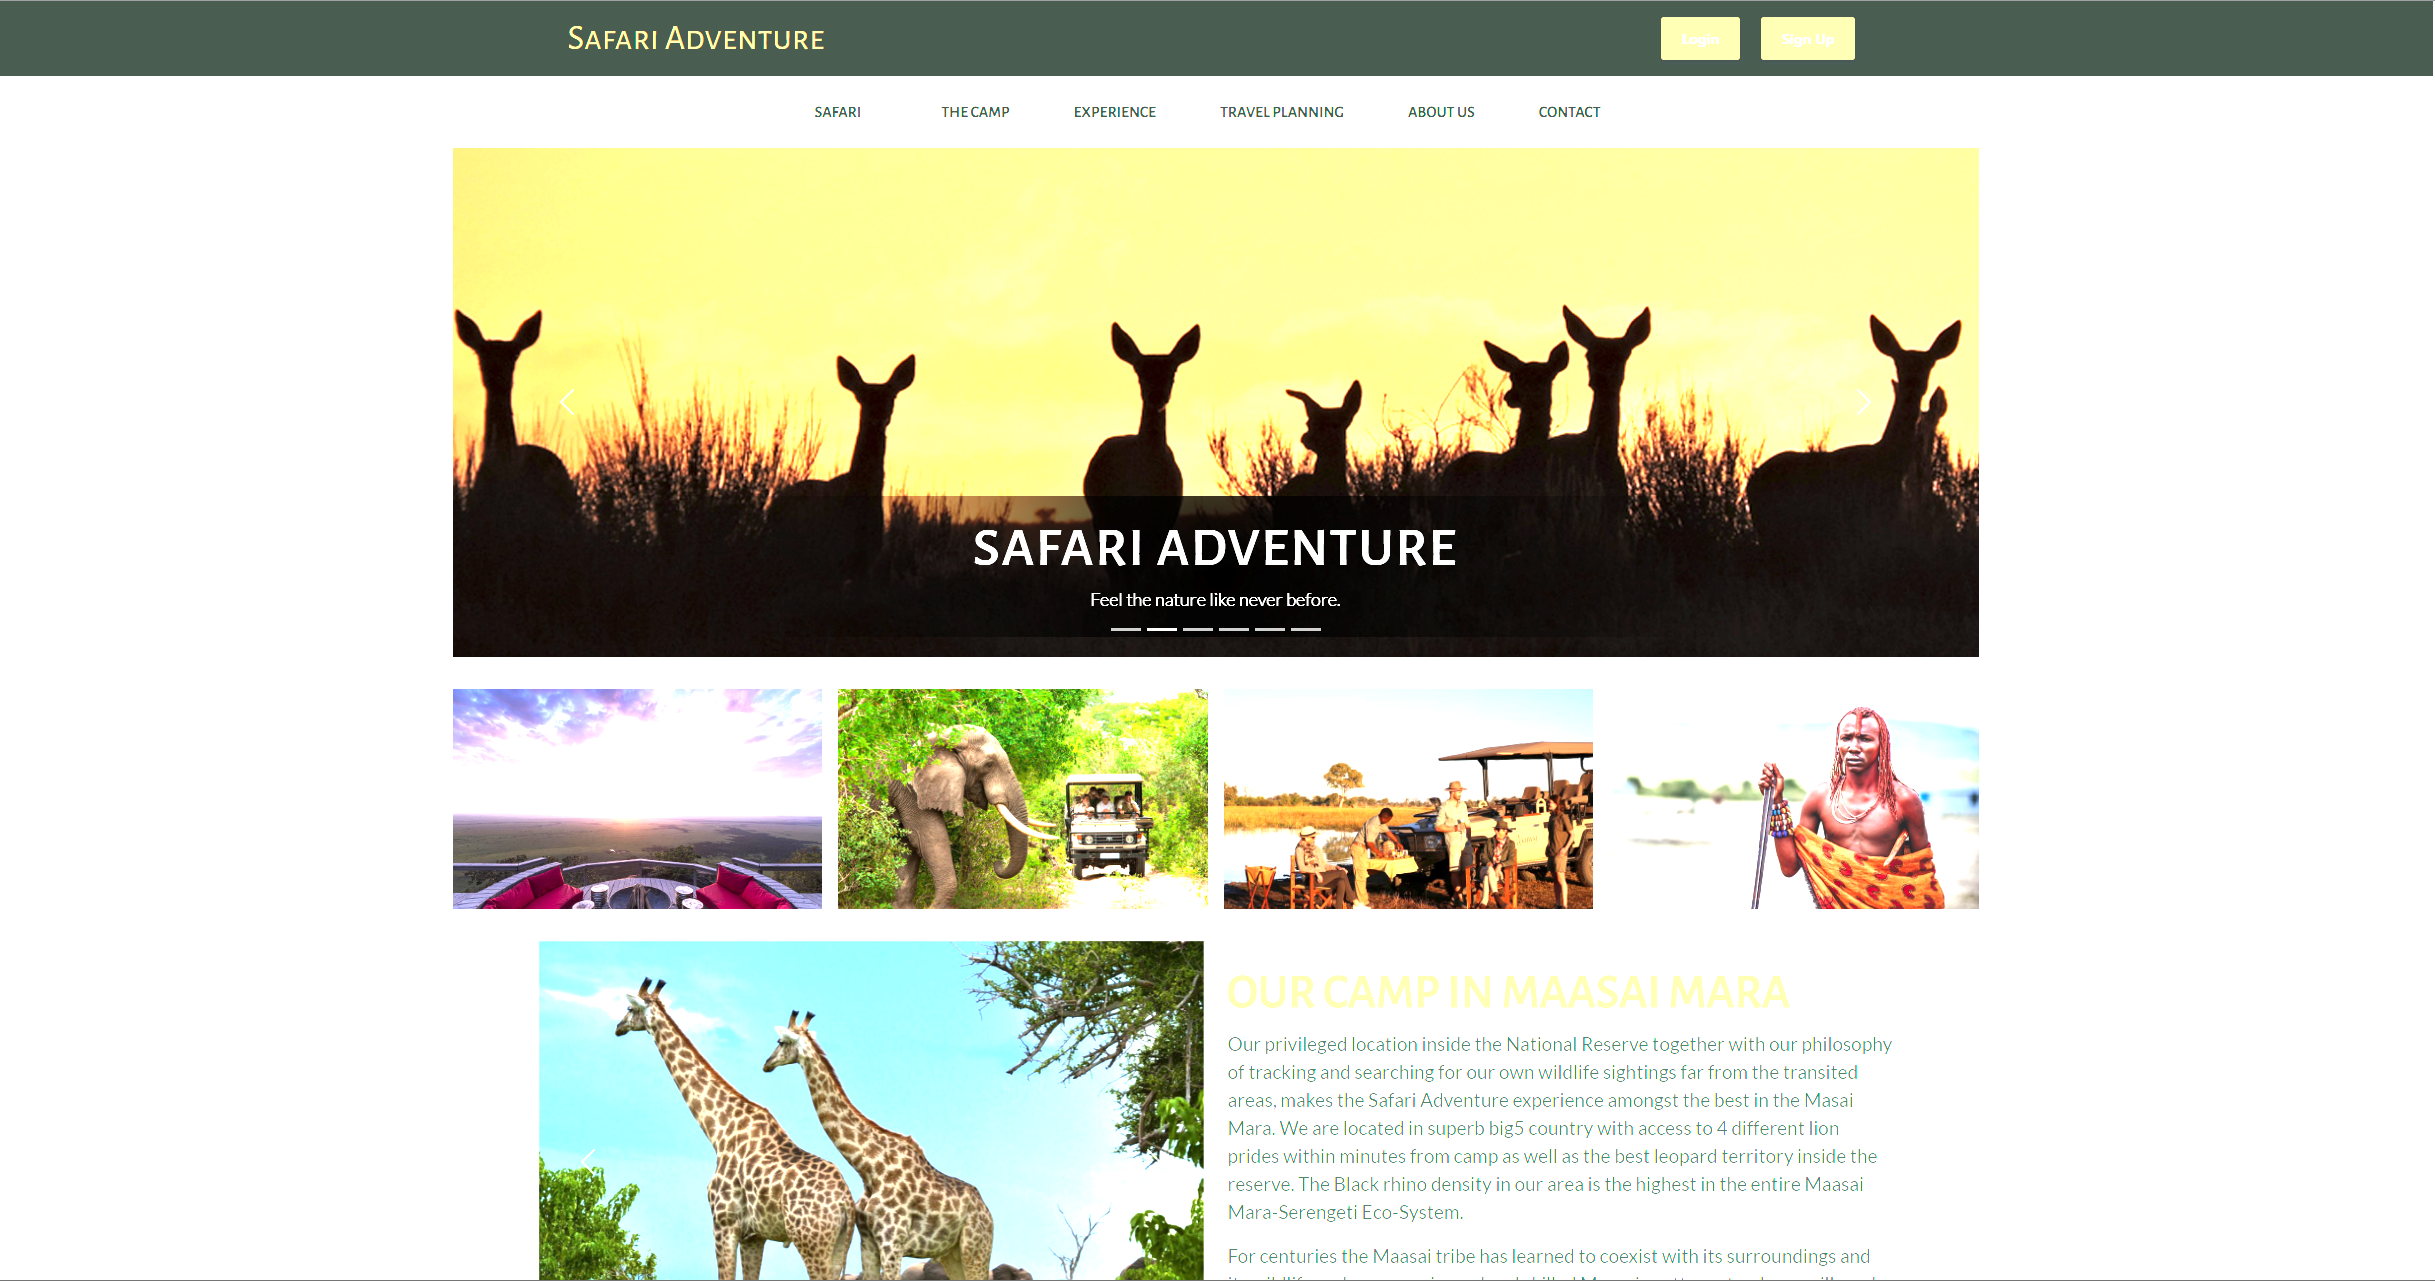 SAFARI ADVENTURE
Login
Sign Up
SAFARI
THE CAMP
EXPERIENCE
TRAVEL PLANNING
ABOUT US
CONTACT
SAFARI ADVENTURE
Feel the nature like never before.
OUR CAMP IN MAASAI MARA
Our privileged location inside the National Reserve together with our philosophy
of tracking and searching for our own wildlife sightings far from the transited
areas, makes the Safari Adventure experience amongst the best in the Masai
Mara. We are located in superb big5 country with access to 4 different lion
prides within minutes from camp as well as the best leopard territory inside the
reserve. The Black rhino density in our area is the highest in the entire Maasai
Mara-Serengeti Eco-System.
For centuries the Maasai tribe has learned to coexist with its surroundings and